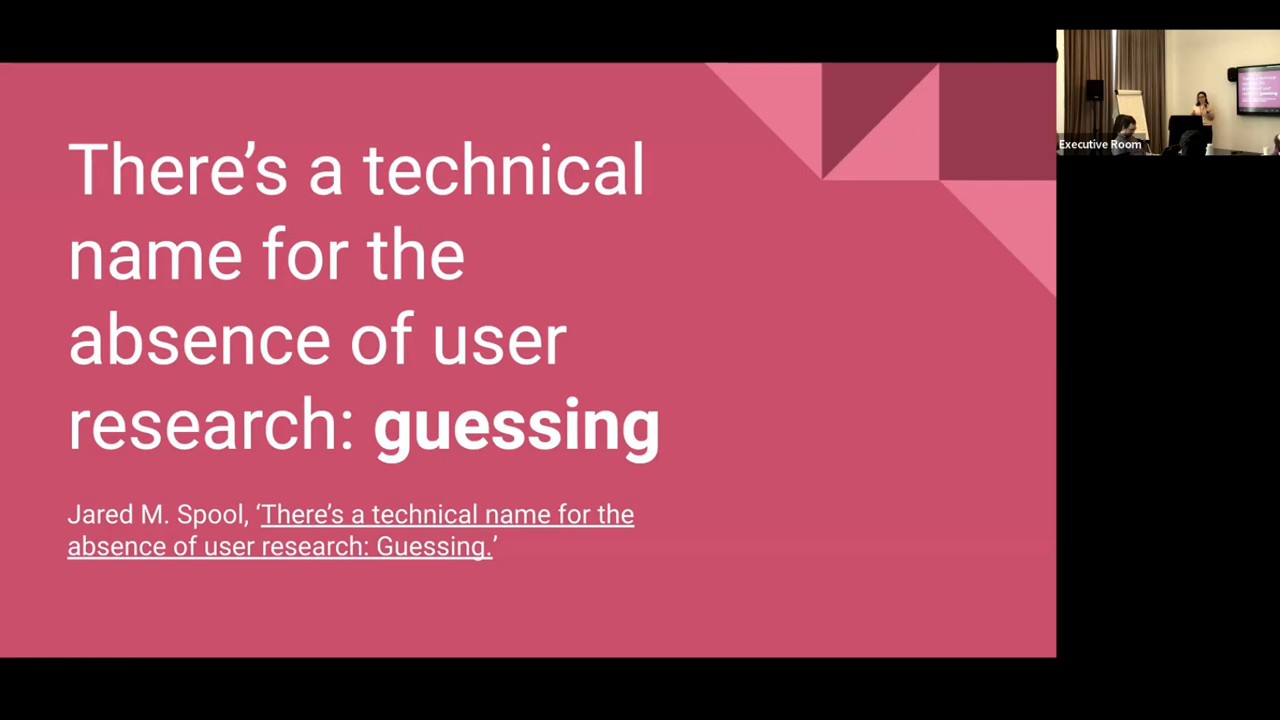 There’s a technical
name for the
absence of user
research: guessing
Jared M. Spool, ‘There’s a technical name for the
absence of user research: Guessing.’
Executive Room